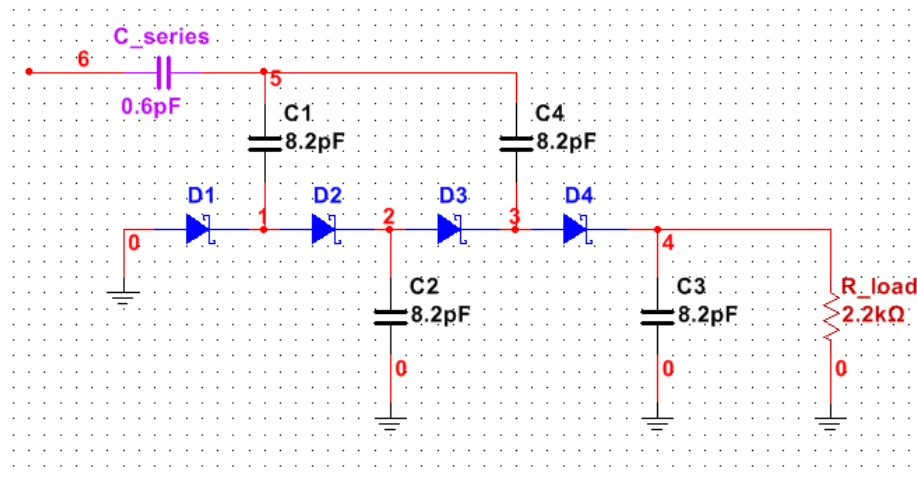 C_series
6
5
0.6pF
C1
8.2pF
C4
8.2pF
D1
D2
D3
D4
1
2
3
0
4
C2
8.2pF
C3
8.2pF
R_load
2.2kΩ
0
0
0